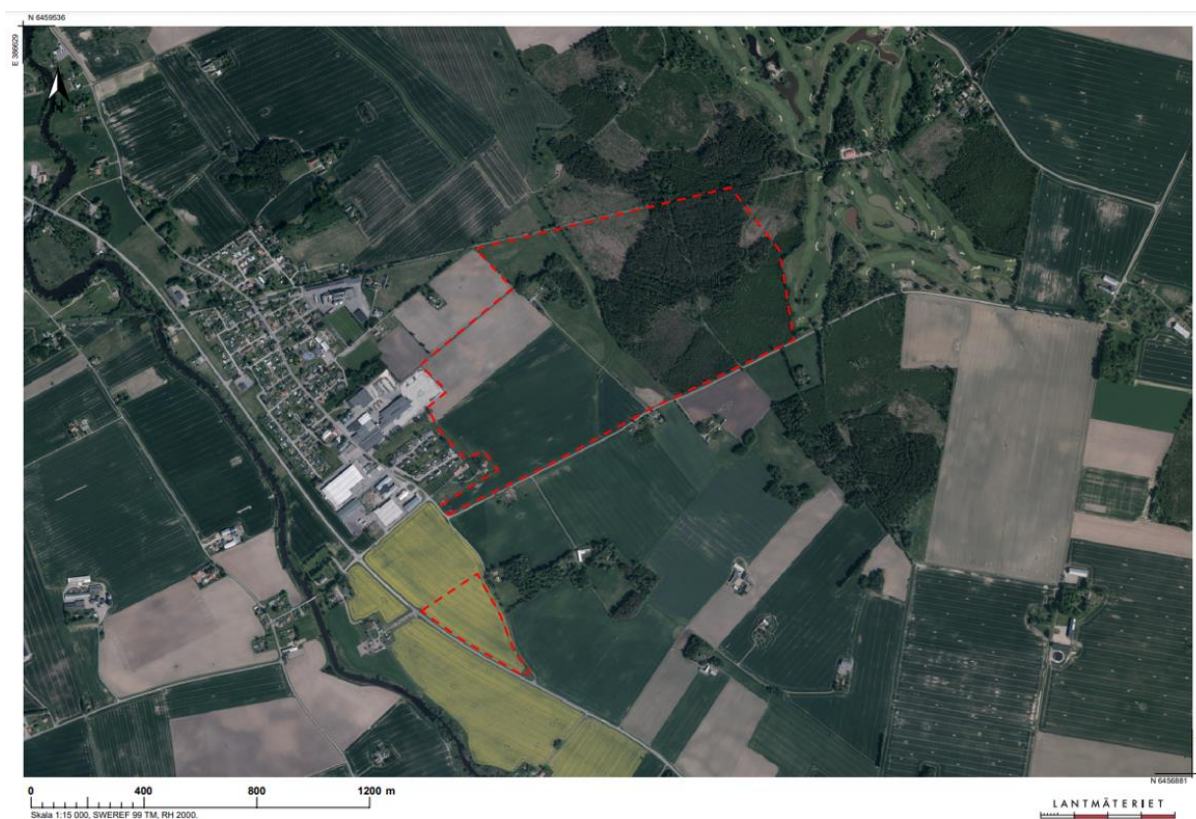 N 6459536
E 386629
N
N 6456881
0 400 800 1200 m
Skala 1:15 000, SWEREF 99 TM, RH 2000.
LANTMÄTERIET